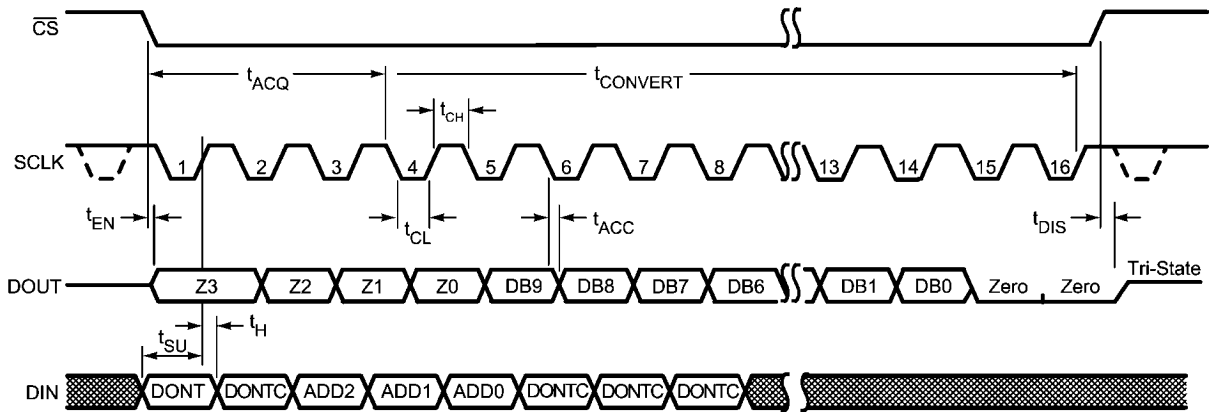 CS
tACQ
tCONVERT
tCH
SCLK
1 2 3 4 5 6 7 8 13 14 15 16
tEN
tCL
tACC
tDIS
Tri-State
DOUT
Z3 Z2 Z1 Z0 DB9 DB8 DB7 DB6 DB1 DB0 Zero Zero
tSU
tH
DIN
DONT DONTC ADD2 ADD1 ADD0 DONTC DONTC DONTC